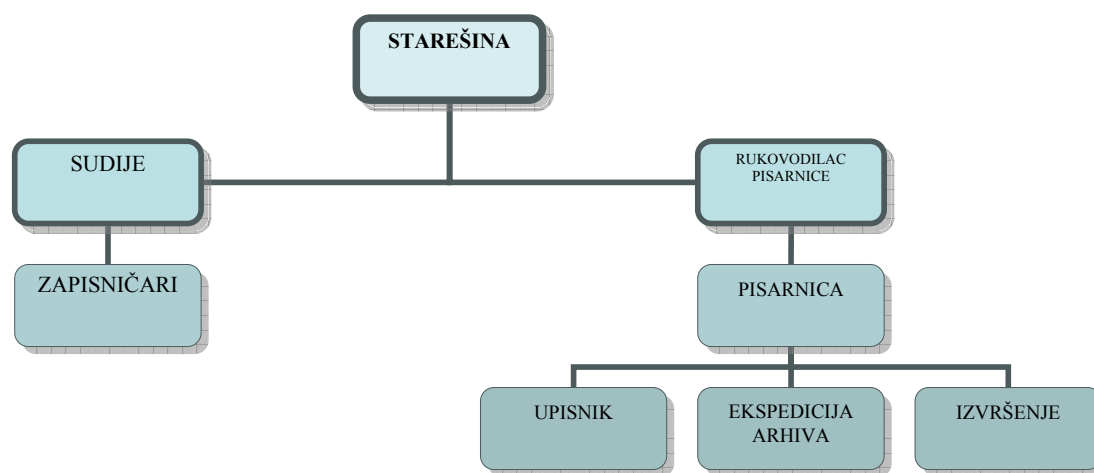 STAREŠINA
SUDIJE
RUKOVODILAC
PISARNICE
ZAPISNIČARI
PISARNICA
UPISNIK
EKSPEDICIJA
ARHIVA
IZVRŠENJE